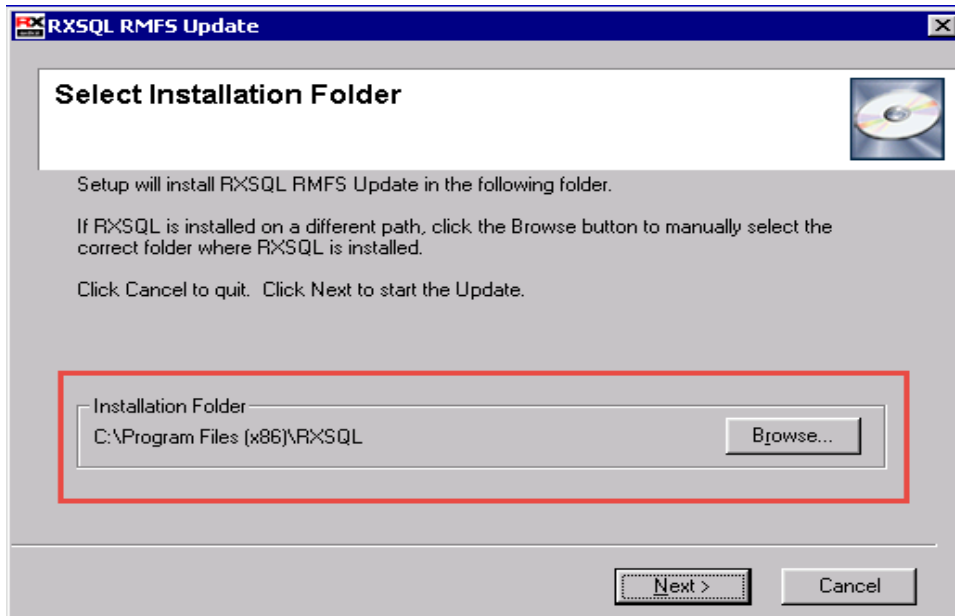 RX
RXSQL RMFS Update
Select Installation Folder
Setup will install RXSQL RMFS Update in the following folder.
If RXSQL is installed on a different path, click the Browse button to manually select the
correct folder where RXSQL is installed.
Click Cancel to quit.  Click Next to start the Update.
Installation Folder
C:\Program Files (x86)\RXSQL
Browse...
Next >
Cancel